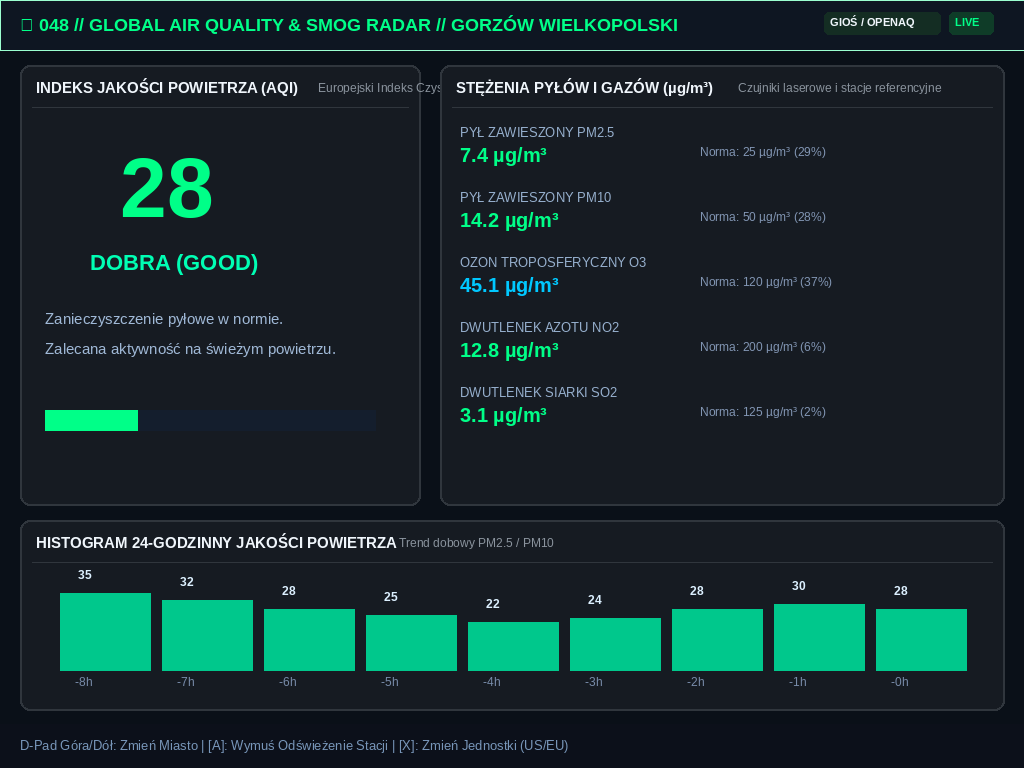 048 // GLOBAL AIR QUALITY & SMOG RADAR // GORZÓW WIELKOPOLSKI
GIOŚ / OPENAQ
LIVE
INDEKS JAKOŚCI POWIETRZA (AQI)
Europejski Indeks Czys
28
DOBRA (GOOD)
Zanieczyszczenie pyłowe w normie.
Zalecana aktywność na świeżym powietrzu.
STĘŻENIA PYŁÓW I GAZÓW (µg/m³)
Czujniki laserowe i stacje referencyjne
PYŁ ZAWIESZONY PM2.5
7.4 µg/m³
Norma: 25 µg/m³ (29%)
PYŁ ZAWIESZONY PM10
14.2 µg/m³
Norma: 50 µg/m³ (28%)
OZON TROPOSFERYCZNY O3
45.1 µg/m³
Norma: 120 µg/m³ (37%)
DWUTLENEK AZOTU NO2
12.8 µg/m³
Norma: 200 µg/m³ (6%)
DWUTLENEK SIARKI SO2
3.1 µg/m³
Norma: 125 µg/m³ (2%)
HISTOGRAM 24-GODZINNY JAKOŚCI POWIETRZA
Trend dobowy PM2.5 / PM10
35 32 28 25 22 24 28 30 28
-8h -7h -6h -5h -4h -3h -2h -1h -0h
D-Pad Góra/Dół: Zmień Miasto | [A]: Wymuś Odświeżenie Stacji | [X]: Zmień Jednostki (US/EU)